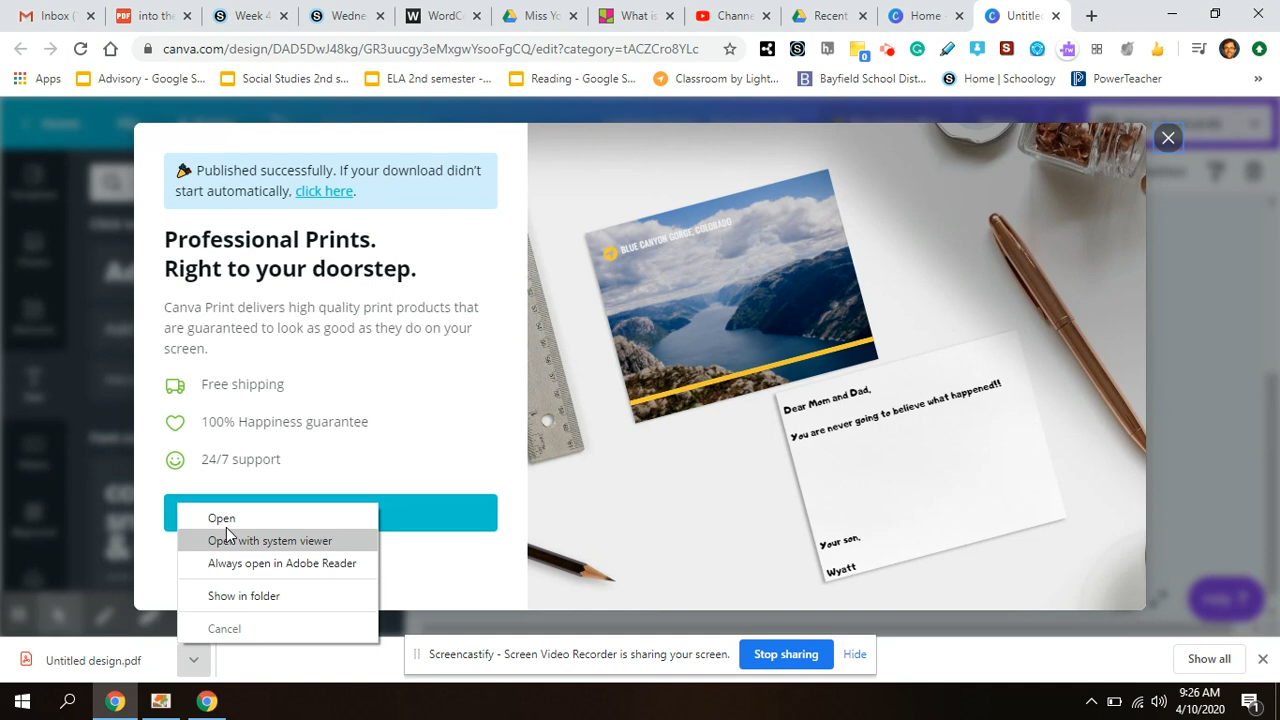 Inbox (
into the
Week 4
Wedne
WordC
Miss Yo
What is
Channe
Recent
Home -
Untitle
canva.com/design/DAD5DwJ48kg/QR3uucgy3eMxgwYsooFgCQ/edit?category=tACZCro8YLc
0
Apps
Advisory - Google S...
Social Studies 2nd s...
ELA 2nd semester -...
Reading - Google S...
Classroom by Light...
Bayfield School Dist...
Home | Schoology
PowerTeacher
Published successfully. If your download didn't
start automatically, click here.
Professional Prints.
Right to your doorstep.
Canva Print delivers high quality print products that
are guaranteed to look as good as they do on your
screen.
Free shipping
100% Happiness guarantee
24/7 support
BLUE CANYON GORGE, COLORADO
Dear Mom and Dad,
You are never going to believe what happened!!
Your son,
Wyatt
Open
Open with system viewer
Always open in Adobe Reader
Show in folder
Cancel
Untitled design.pdf
Screencastify - Screen Video Recorder is sharing your screen.
Stop sharing
Hide
Show all
9:26 AM
4/10/2020
1